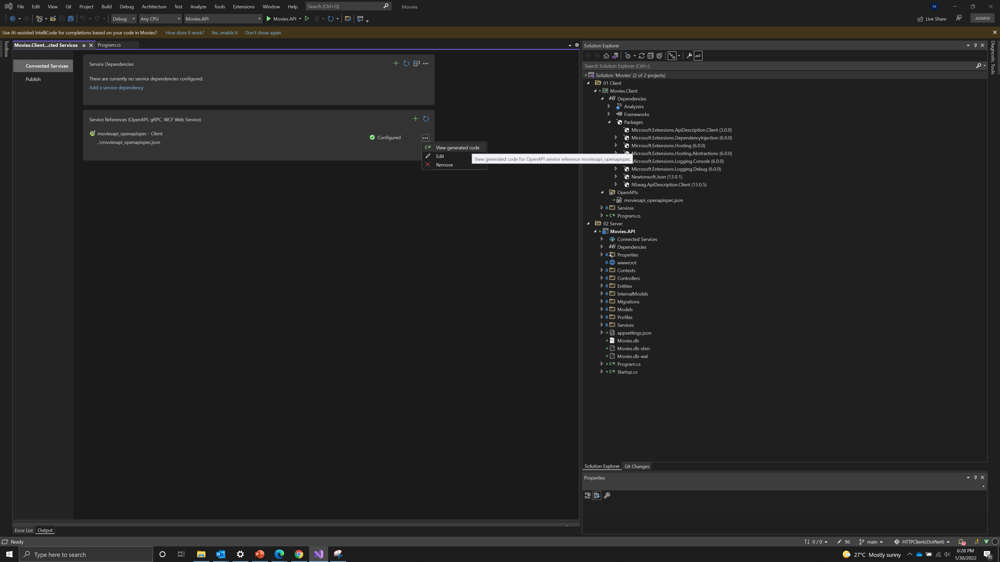 File Edit View Git Project Build Debug Architecture Test Analyze Tools Extensions Window Help Search (Ctrl+Q) Movies SK
Debug Any CPU Movies.API Movies.API Live Share ADMIN
Use AI-assisted IntelliCode for completions based on your code in Movies? How does it work? Yes, enable it Don't show again
Toolbox
Movies.Client...cted Services Program.cs
Connected Services
Publish
Service Dependencies
There are currently no service dependencies configured.
Add a service dependency
Service References (OpenAPI, gRPC, WCF Web Service)
moviesapi_openapispec - Client
..\moviesapi_openapispec.json
Configured
View generated code
Edit
Remove
View generated code for OpenAPI service reference moviesapi_openapispec
Solution Explorer
Search Solution Explorer (Ctrl+;)
Solution 'Movies' (2 of 2 projects)
01 Client
Movies.Client
Dependencies
Analyzers
Frameworks
Packages
Microsoft.Extensions.ApiDescription.Client (3.0.0)
Microsoft.Extensions.DependencyInjection (6.0.0)
Microsoft.Extensions.Hosting (6.0.0)
Microsoft.Extensions.Hosting.Abstractions (6.0.0)
Microsoft.Extensions.Logging.Console (6.0.0)
Microsoft.Extensions.Logging.Debug (6.0.0)
Newtonsoft.Json (13.0.1)
NSwag.ApiDescription.Client (13.0.5)
OpenAPIs
moviesapi_openapispec.json
Services
C# Program.cs
02 Server
Movies.API
Connected Services
Dependencies
Properties
wwwroot
Contexts
Controllers
Entities
InternalModels
Migrations
Models
Profiles
Services
appsettings.json
Movies.db
Movies.db-shm
Movies.db-wal
C# Program.cs
C# Startup.cs
Diagnostic Tools
Solution Explorer Git Changes
Properties
Error List Output
Ready 0 / 0 96 main HTTPClientsDotNet6 1
Type here to search 27°C Mostly sunny 6:28 PM
1/30/2022 11